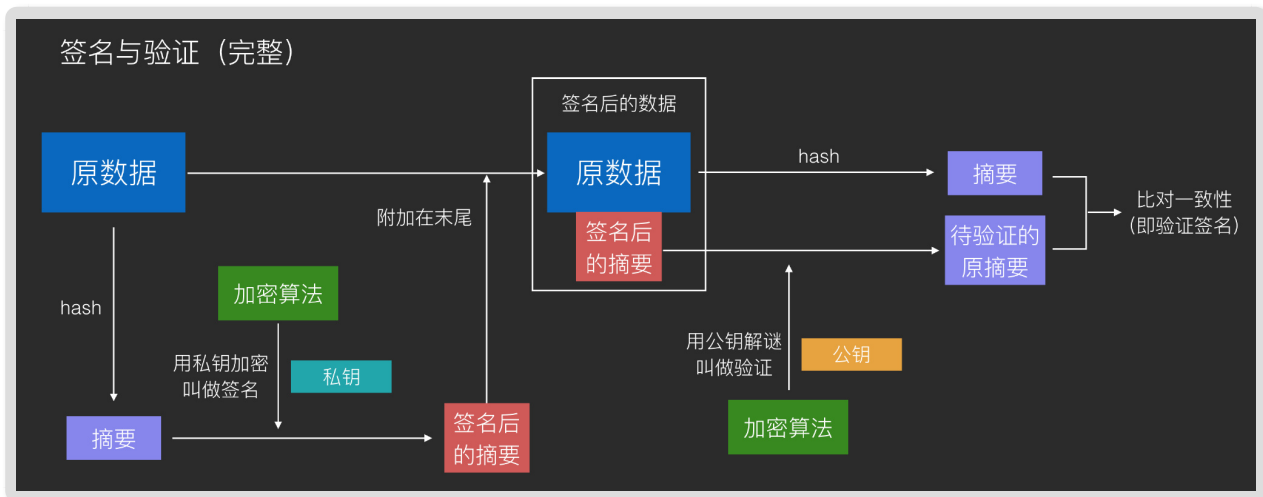 签名与验证（完整）
签名后的数据
原数据
原数据
hash
摘要
附加在末尾
签名后
的摘要
待验证的
原摘要
比对一致性
(即验证签名)
hash
加密算法
用私钥加密
叫做签名
私钥
用公钥解谜
叫做验证
公钥
摘要
签名后
的摘要
加密算法